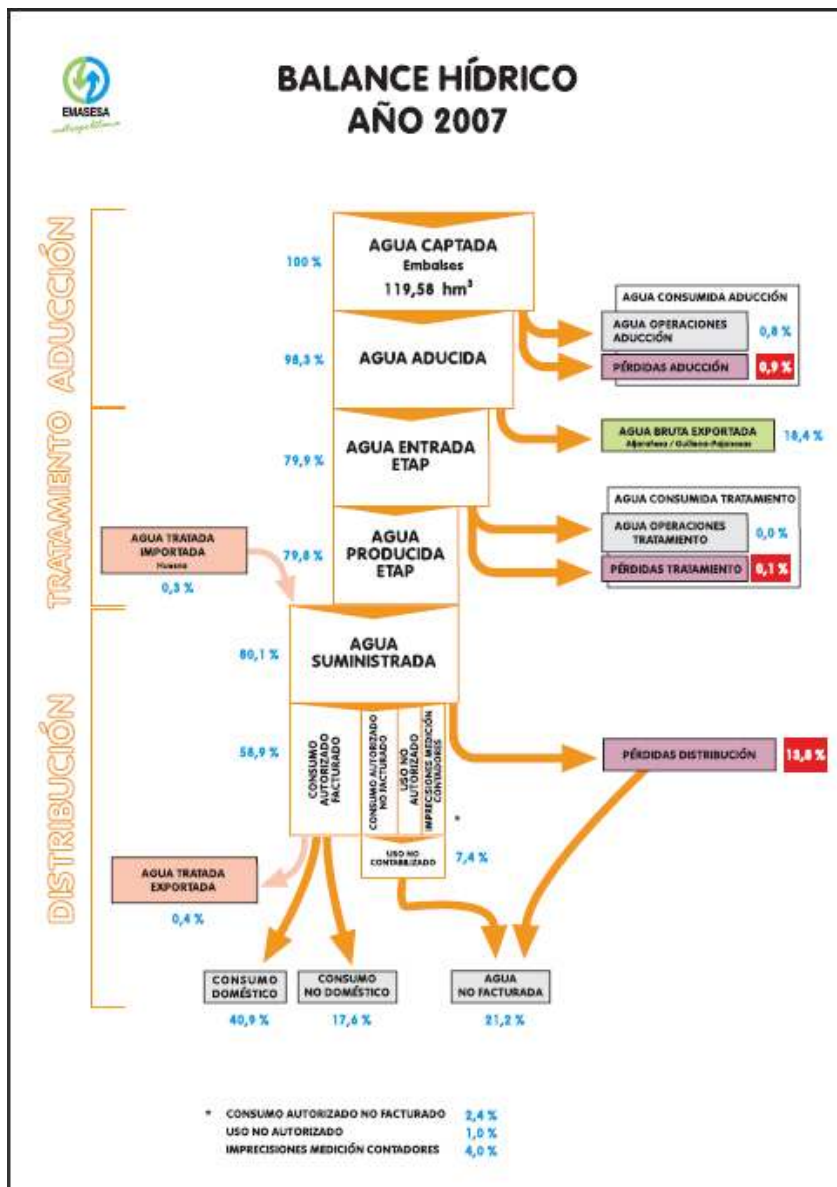 EMASESA
metropolitana
BALANCE HÍDRICO
AÑO 2007
ADUCCIÓN
AGUA CAPTADA
Embalses
119,58 hm³
100 %
AGUA CONSUMIDA ADUCCIÓN
AGUA OPERACIONES
ADUCCIÓN
0,8 %
PÉRDIDAS ADUCCIÓN
0,9 %
AGUA ADUCIDA
98,3 %
TRATAMIENTO
AGUA BRUTA EXPORTADA
Aljarafesa / Guillena-Pajanosas
18,4 %
AGUA ENTRADA
ETAP
79,9 %
AGUA CONSUMIDA TRATAMIENTO
AGUA OPERACIONES
TRATAMIENTO
0,0 %
PÉRDIDAS TRATAMIENTO
0,1 %
AGUA
PRODUCIDA
ETAP
79,8 %
AGUA TRATADA
IMPORTADA
Huesna
0,3 %
DISTRIBUCIÓN
AGUA
SUMINISTRADA
80,1 %
CONSUMO
AUTORIZADO
FACTURADO
58,9 %
CONSUMO AUTORIZADO
NO FACTURADO
USO NO
AUTORIZADO
IMPRECISIONES MEDICIÓN
CONTADORES
*
PÉRDIDAS DISTRIBUCIÓN
13,8 %
USO NO
CONTABILIZADO
7,4 %
AGUA TRATADA
EXPORTADA
0,4 %
CONSUMO
DOMÉSTICO
40,9 %
CONSUMO
NO DOMÉSTICO
17,6 %
AGUA
NO FACTURADA
21,2 %
* CONSUMO AUTORIZADO NO FACTURADO 2,4 %
USO NO AUTORIZADO 1,0 %
IMPRECISIONES MEDICIÓN CONTADORES 4,0 %